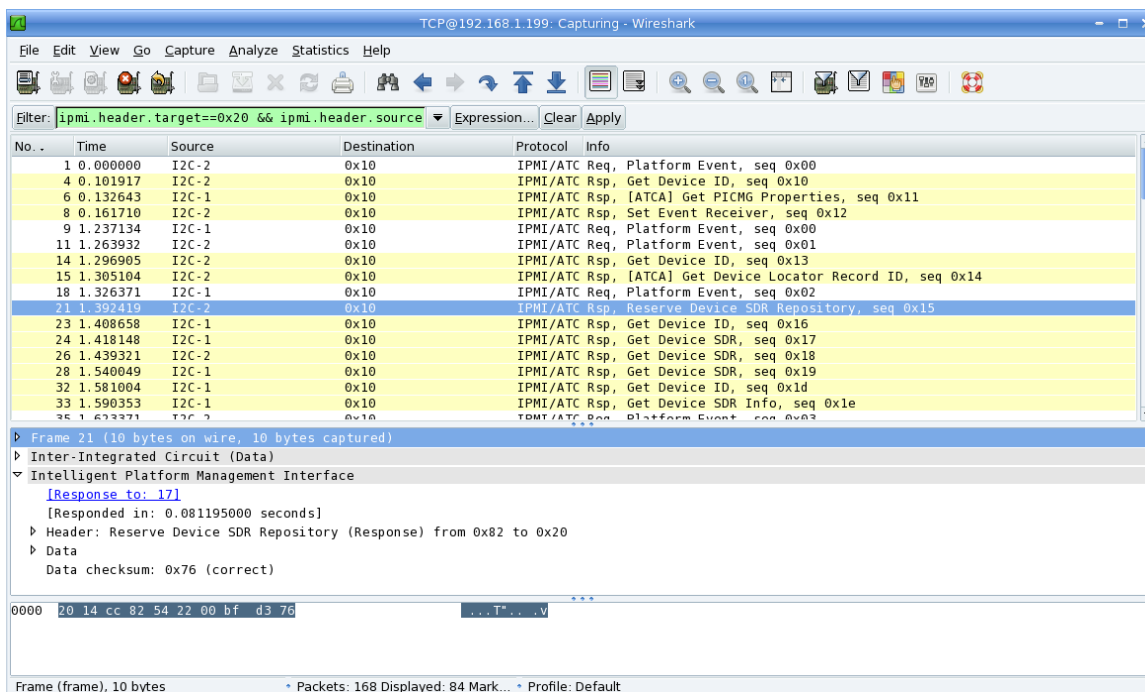 TCP@192.168.1.199: Capturing - Wireshark
File Edit View Go Capture Analyze Statistics Help
Filter: ipmi.header.target==0x20 && ipmi.header.source Expression... Clear Apply
No. . Time Source Destination Protocol Info
1 0.000000 I2C-2 0x10 IPMI/ATC Req, Platform Event, seq 0x00
4 0.101917 I2C-2 0x10 IPMI/ATC Rsp, Get Device ID, seq 0x10
6 0.132643 I2C-1 0x10 IPMI/ATC Rsp, [ATCA] Get PICMG Properties, seq 0x11
8 0.161710 I2C-2 0x10 IPMI/ATC Rsp, Set Event Receiver, seq 0x12
9 1.237134 I2C-1 0x10 IPMI/ATC Req, Platform Event, seq 0x00
11 1.263932 I2C-2 0x10 IPMI/ATC Req, Platform Event, seq 0x01
14 1.296905 I2C-2 0x10 IPMI/ATC Rsp, Get Device ID, seq 0x13
15 1.305104 I2C-2 0x10 IPMI/ATC Rsp, [ATCA] Get Device Locator Record ID, seq 0x14
18 1.326371 I2C-1 0x10 IPMI/ATC Req, Platform Event, seq 0x02
21 1.392419 I2C-2 0x10 IPMI/ATC Rsp, Reserve Device SDR Repository, seq 0x15
23 1.408658 I2C-1 0x10 IPMI/ATC Rsp, Get Device ID, seq 0x16
24 1.418148 I2C-1 0x10 IPMI/ATC Rsp, Get Device SDR, seq 0x17
26 1.439321 I2C-2 0x10 IPMI/ATC Rsp, Get Device SDR, seq 0x18
28 1.540049 I2C-1 0x10 IPMI/ATC Rsp, Get Device SDR, seq 0x19
32 1.581004 I2C-1 0x10 IPMI/ATC Rsp, Get Device ID, seq 0x1d
33 1.590353 I2C-1 0x10 IPMI/ATC Rsp, Get Device SDR Info, seq 0x1e
35 1.623371 I2C-2 0x10 IPMI/ATC Req, Platform Event, seq 0x03
Frame 21 (10 bytes on wire, 10 bytes captured)
Inter-Integrated Circuit (Data)
Intelligent Platform Management Interface
[Response to: 17]
[Responded in: 0.081195000 seconds]
Header: Reserve Device SDR Repository (Response) from 0x82 to 0x20
Data
Data checksum: 0x76 (correct)
0000 20 14 cc 82 54 22 00 bf d3 76 ...T".. .v
Frame (frame), 10 bytes Packets: 168 Displayed: 84 Mark... Profile: Default